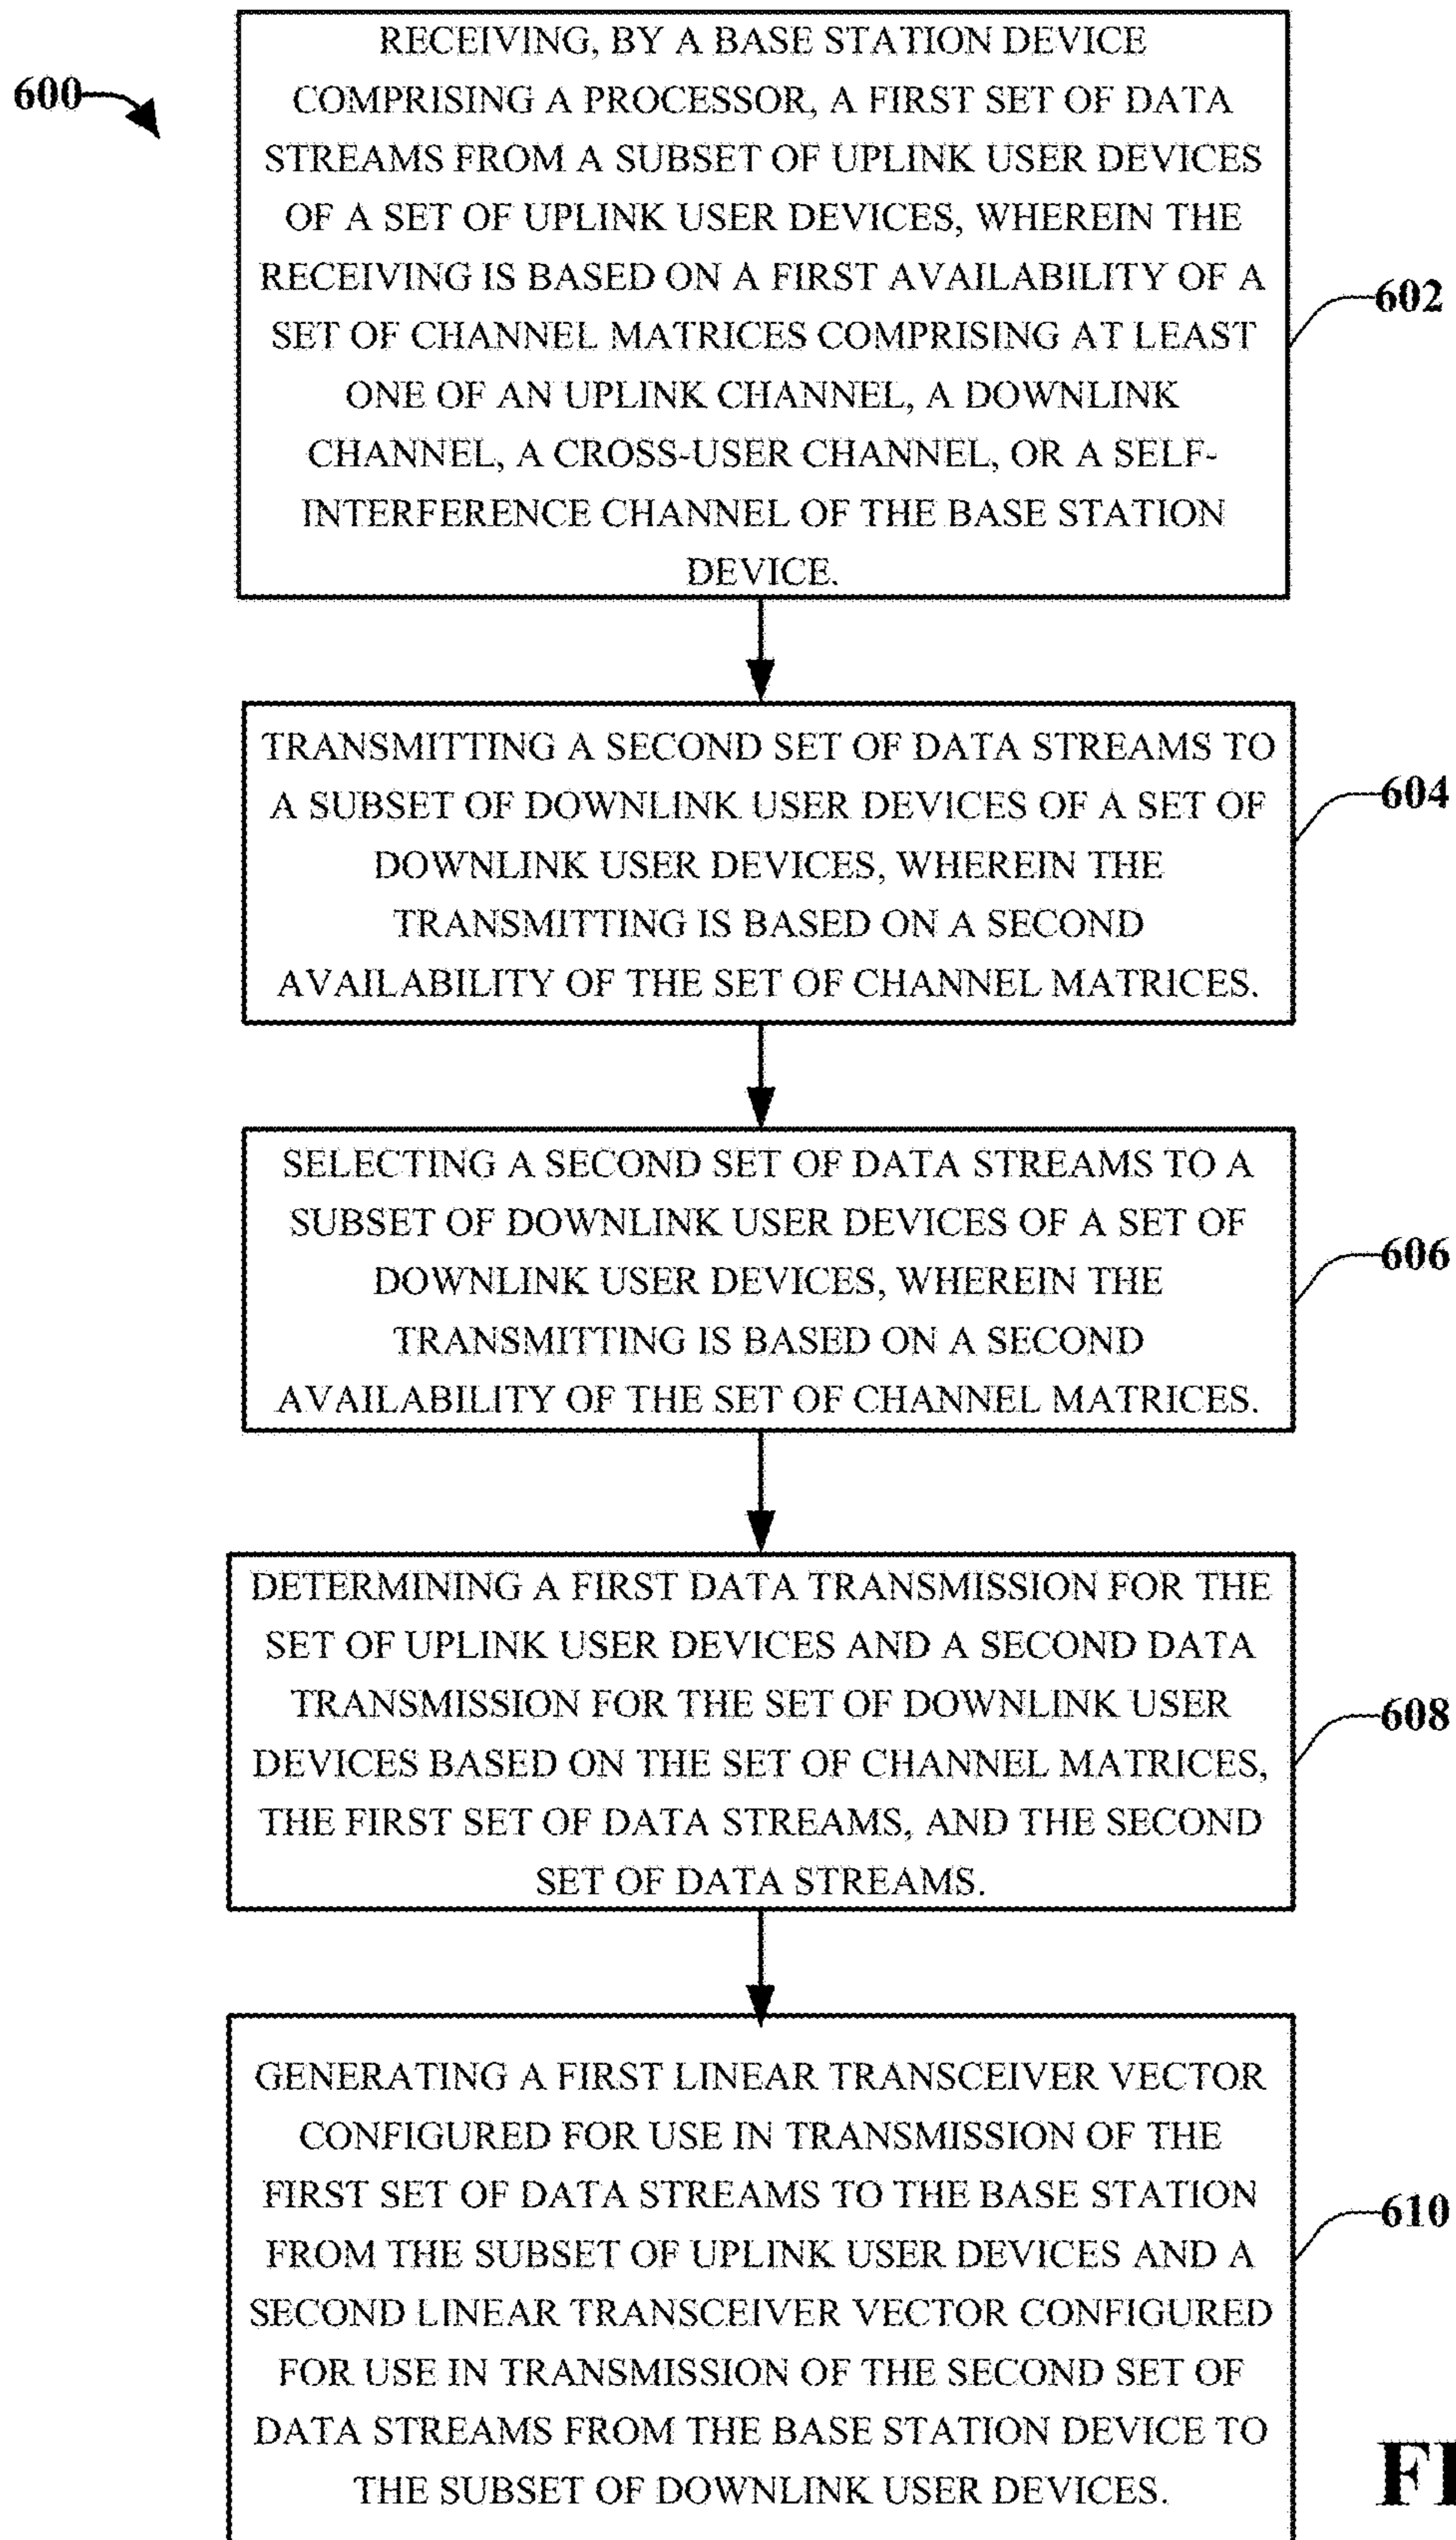 600
RECEIVING, BY A BASE STATION DEVICE
COMPRISING A PROCESSOR, A FIRST SET OF DATA
STREAMS FROM A SUBSET OF UPLINK USER DEVICES
OF A SET OF UPLINK USER DEVICES, WHEREIN THE
RECEIVING IS BASED ON A FIRST AVAILABILITY OF A
SET OF CHANNEL MATRICES COMPRISING AT LEAST
ONE OF AN UPLINK CHANNEL, A DOWNLINK
CHANNEL, A CROSS-USER CHANNEL, OR A SELF-
INTERFERENCE CHANNEL OF THE BASE STATION
DEVICE.
602
TRANSMITTING A SECOND SET OF DATA STREAMS TO
A SUBSET OF DOWNLINK USER DEVICES OF A SET OF
DOWNLINK USER DEVICES, WHEREIN THE
TRANSMITTING IS BASED ON A SECOND
AVAILABILITY OF THE SET OF CHANNEL MATRICES.
604
SELECTING A SECOND SET OF DATA STREAMS TO A
SUBSET OF DOWNLINK USER DEVICES OF A SET OF
DOWNLINK USER DEVICES, WHEREIN THE
TRANSMITTING IS BASED ON A SECOND
AVAILABILITY OF THE SET OF CHANNEL MATRICES.
606
DETERMINING A FIRST DATA TRANSMISSION FOR THE
SET OF UPLINK USER DEVICES AND A SECOND DATA
TRANSMISSION FOR THE SET OF DOWNLINK USER
DEVICES BASED ON THE SET OF CHANNEL MATRICES,
THE FIRST SET OF DATA STREAMS, AND THE SECOND
SET OF DATA STREAMS.
608
GENERATING A FIRST LINEAR TRANSCEIVER VECTOR
CONFIGURED FOR USE IN TRANSMISSION OF THE
FIRST SET OF DATA STREAMS TO THE BASE STATION
FROM THE SUBSET OF UPLINK USER DEVICES AND A
SECOND LINEAR TRANSCEIVER VECTOR CONFIGURED
FOR USE IN TRANSMISSION OF THE SECOND SET OF
DATA STREAMS FROM THE BASE STATION DEVICE TO
THE SUBSET OF DOWNLINK USER DEVICES.
610